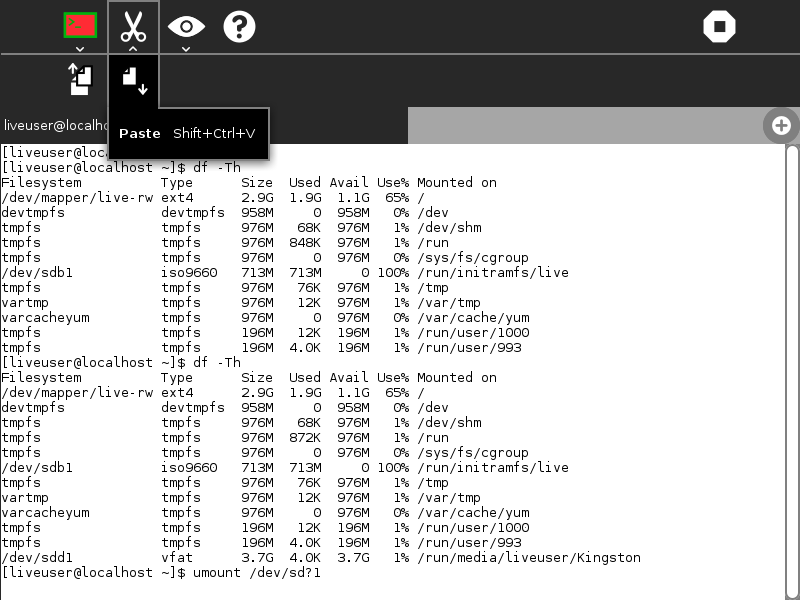 liveuser@localho
Paste Shift+Ctrl+V
[liveuser@loca
[liveuser@localhost ~]$ df -Th
Filesystem Type Size Used Avail Use% Mounted on
/dev/mapper/live-rw ext4 2.9G 1.9G 1.1G 65% /
devtmpfs devtmpfs 958M 0 958M 0% /dev
tmpfs tmpfs 976M 68K 976M 1% /dev/shm
tmpfs tmpfs 976M 848K 976M 1% /run
tmpfs tmpfs 976M 0 976M 0% /sys/fs/cgroup
/dev/sdb1 iso9660 713M 713M 0 100% /run/initramfs/live
tmpfs tmpfs 976M 76K 976M 1% /tmp
vartmp tmpfs 976M 12K 976M 1% /var/tmp
varcacheyum tmpfs 976M 0 976M 0% /var/cache/yum
tmpfs tmpfs 196M 12K 196M 1% /run/user/1000
tmpfs tmpfs 196M 4.0K 196M 1% /run/user/993
[liveuser@localhost ~]$ df -Th
Filesystem Type Size Used Avail Use% Mounted on
/dev/mapper/live-rw ext4 2.9G 1.9G 1.1G 65% /
devtmpfs devtmpfs 958M 0 958M 0% /dev
tmpfs tmpfs 976M 68K 976M 1% /dev/shm
tmpfs tmpfs 976M 872K 976M 1% /run
tmpfs tmpfs 976M 0 976M 0% /sys/fs/cgroup
/dev/sdb1 iso9660 713M 713M 0 100% /run/initramfs/live
tmpfs tmpfs 976M 76K 976M 1% /tmp
vartmp tmpfs 976M 12K 976M 1% /var/tmp
varcacheyum tmpfs 976M 0 976M 0% /var/cache/yum
tmpfs tmpfs 196M 12K 196M 1% /run/user/1000
tmpfs tmpfs 196M 4.0K 196M 1% /run/user/993
/dev/sdd1 vfat 3.7G 4.0K 3.7G 1% /run/media/liveuser/Kingston
[liveuser@localhost ~]$ umount /dev/sd?1